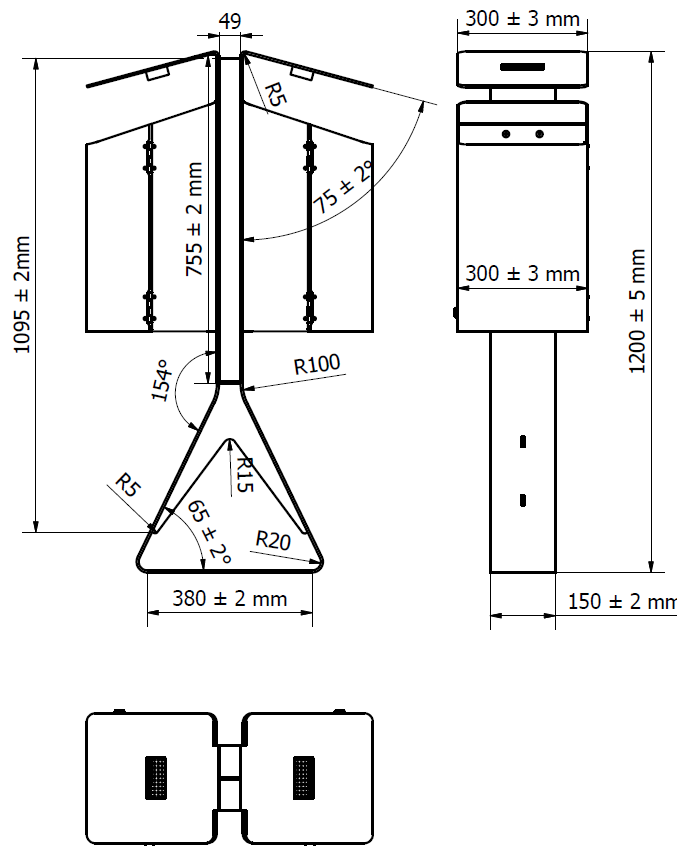 49
300 ± 3 mm
R5
75 ± 2°
755 ± 2 mm
1095 ± 2mm
300 ± 3 mm
1200 ± 5 mm
154°
R100
R15
R5
65 ± 2°
R20
380 ± 2 mm
150 ± 2 mm